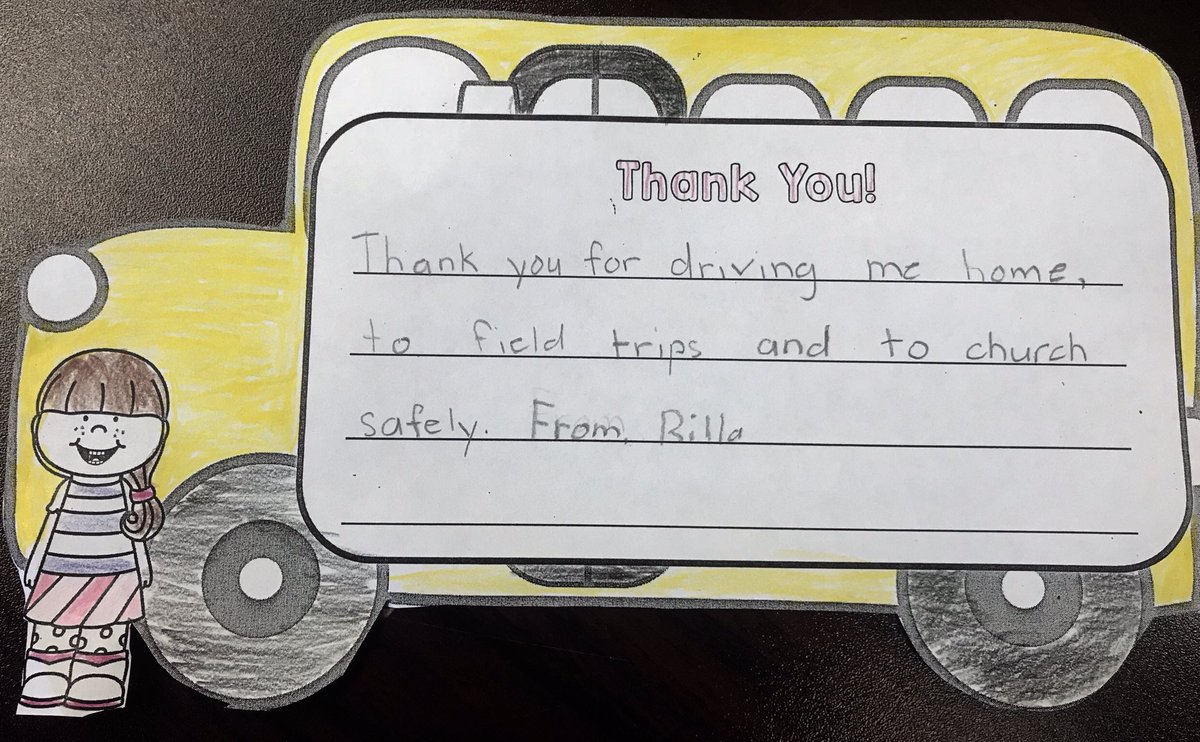 Thank You!
Thank you for driving me home,
to field trips and to church
safely. From, Rilla